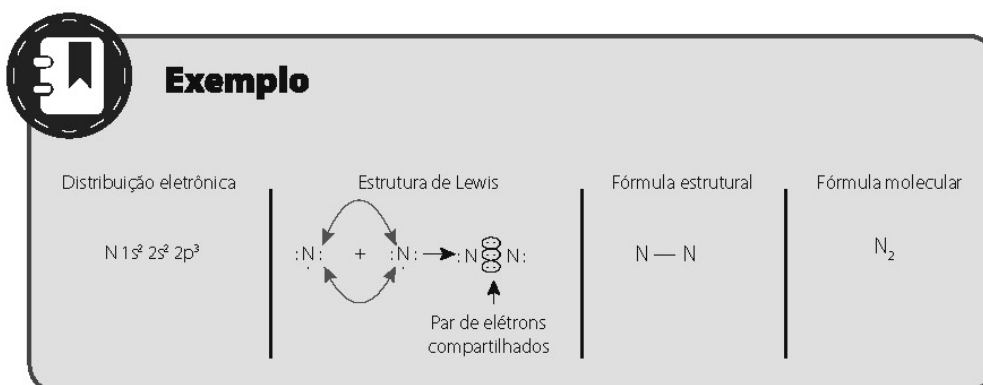 Exemplo
Distribuição eletrônica
N 1s² 2s² 2p³
Estrutura de Lewis
:N: + :N: → :N:::N:
Par de elétrons
compartilhados
Fórmula estrutural
N — N
Fórmula molecular
N₂